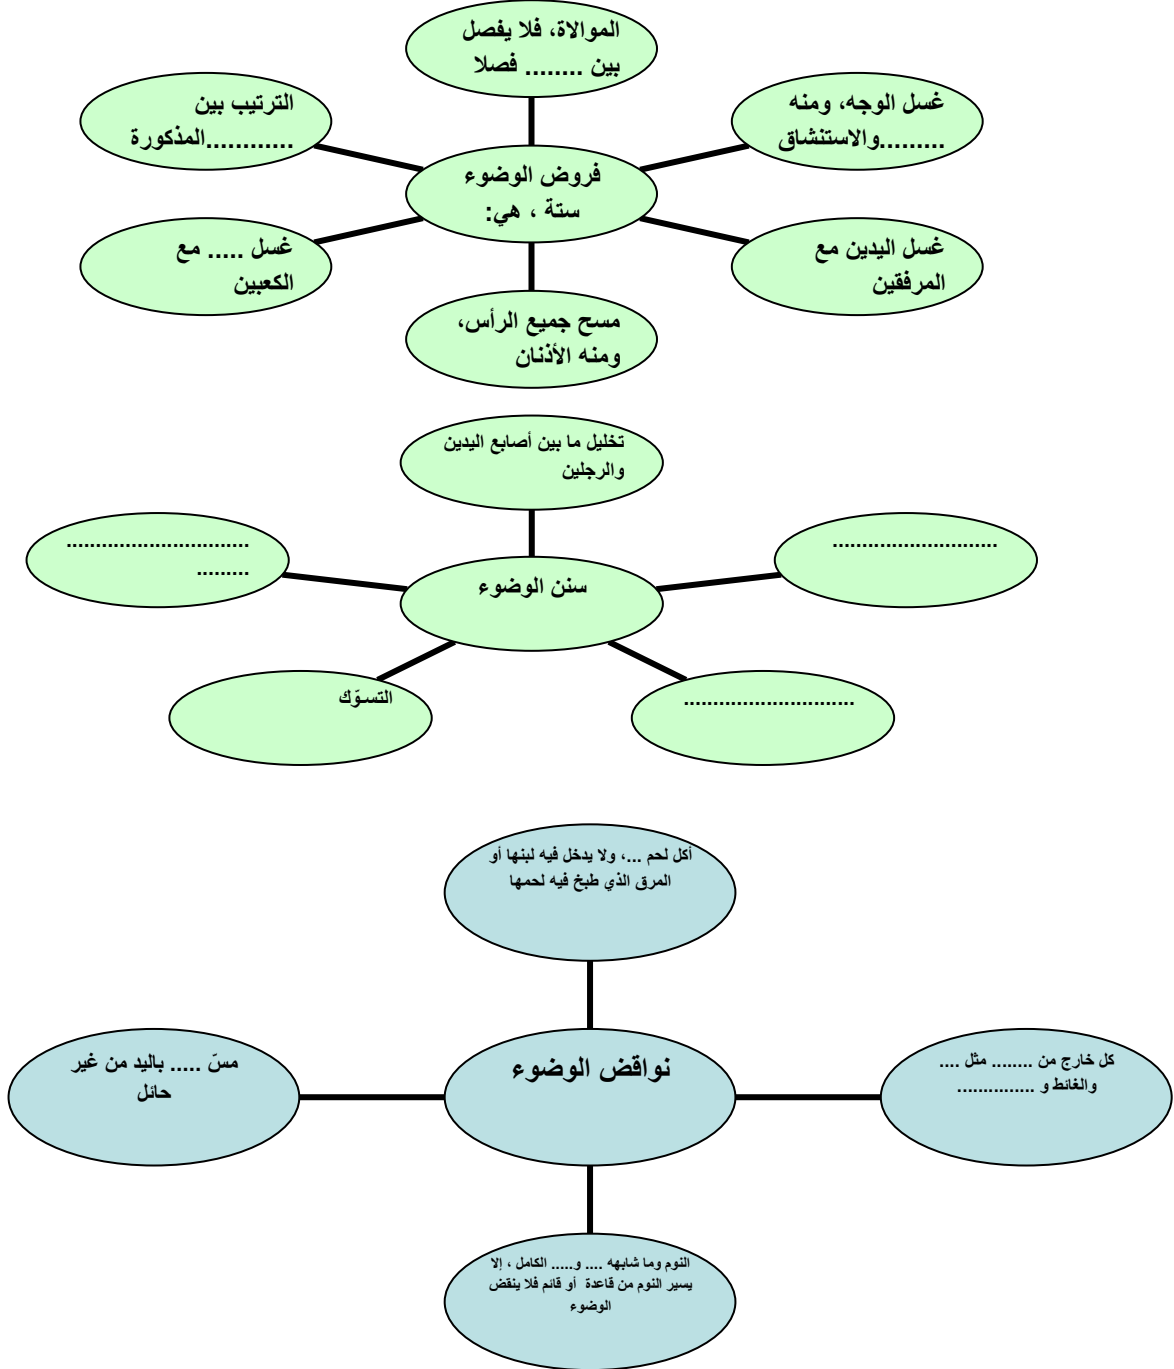 الموالاة، فلا يفصل
بين ........ فصلا
غسل الوجه، ومنه
.........والاستنشاق
الترتيب بين
............المذكورة
فروض الوضوء
ستة ، هي:
غسل اليدين مع
المرفقين
غسل ..... مع
الكعبين
مسح جميع الرأس،
ومنه الأذنان
تخليل ما بين أصابع اليدين
والرجلين
............................
...............................
.........
سنن الوضوء
.............................
التسوّك
أكل لحم ...، ولا يدخل فيه لبنها أو
المرق الذي طبخ فيه لحمها
كل خارج من ........ مثل ....
والغائط و ...............
نواقض الوضوء
مسّ ..... باليد من غير
حائل
النوم وما شابهه .... و..... الكامل ، إلا
يسير النوم من قاعدة  أو قائم فلا ينقض
الوضوء